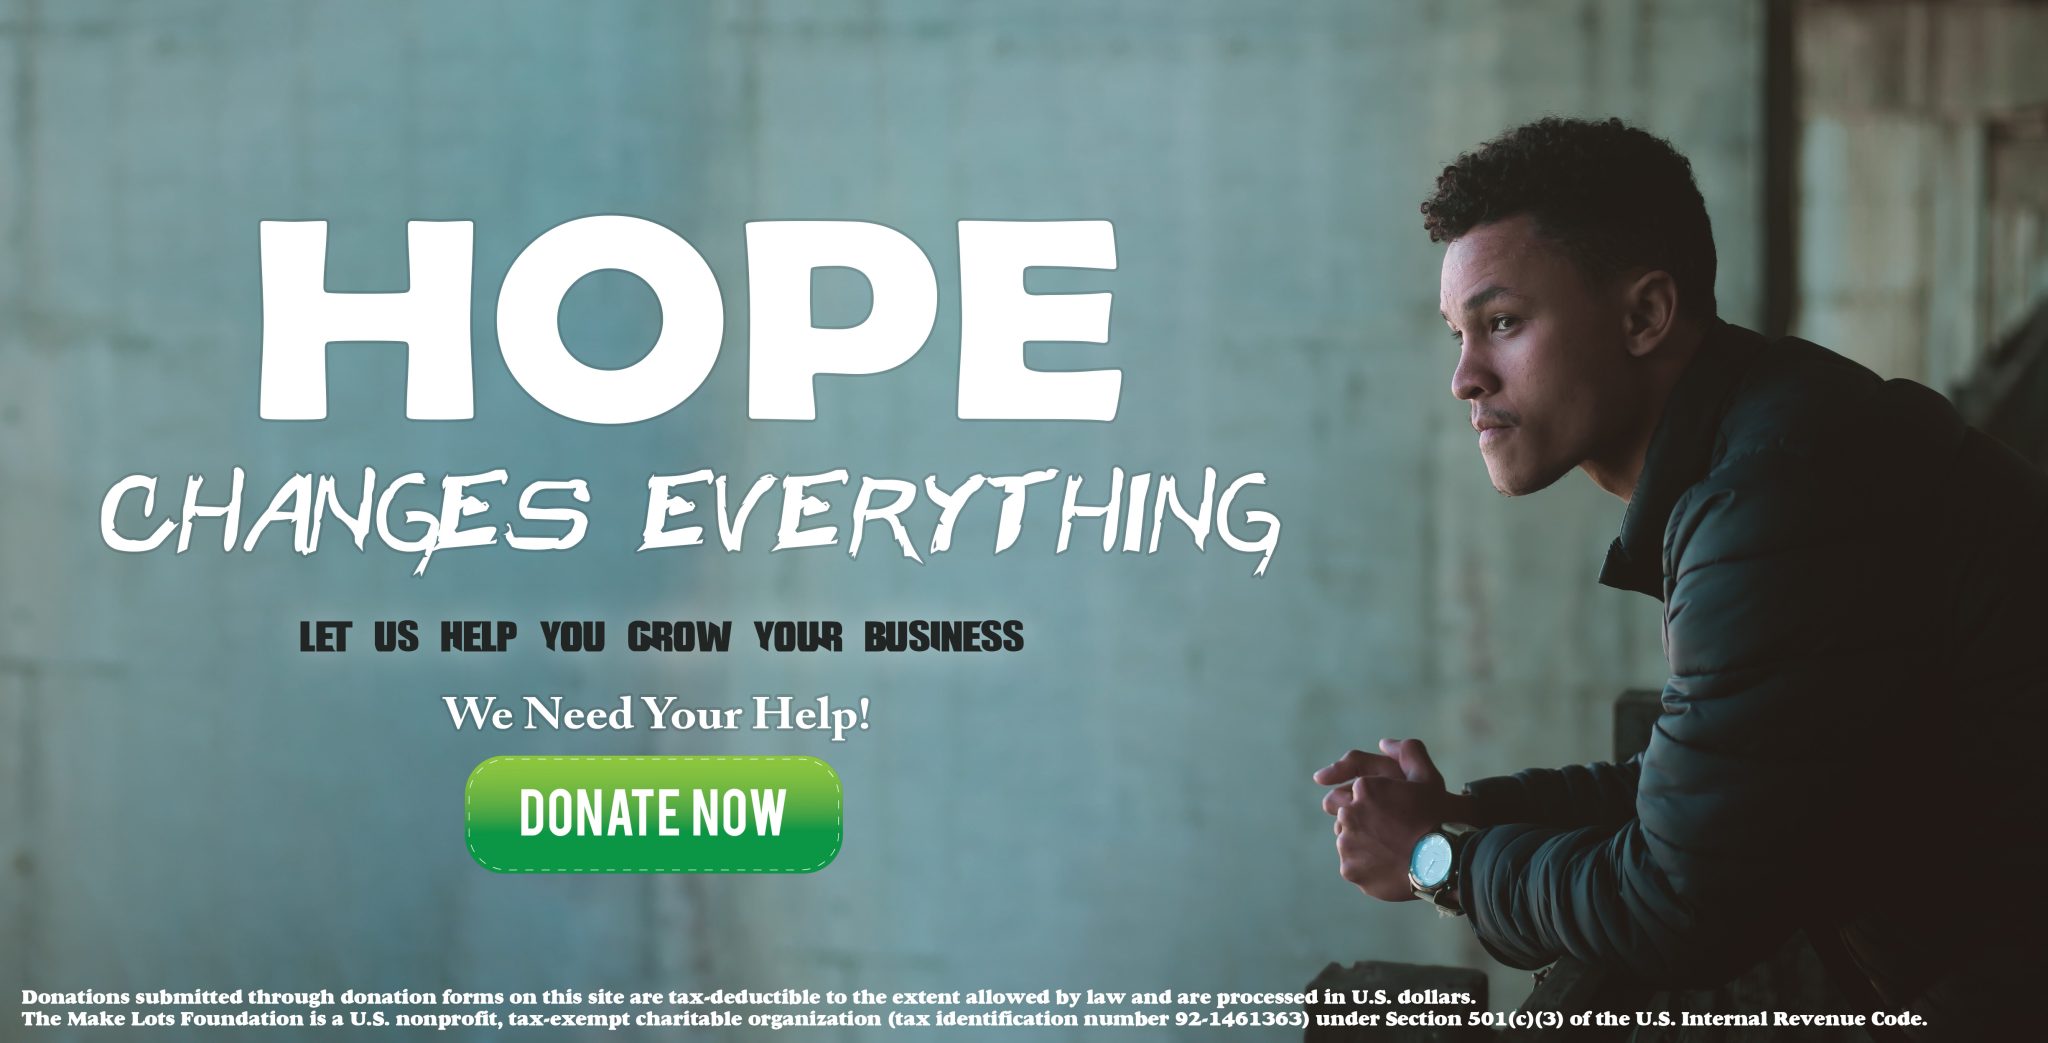 HOPE
CHANGES EVERYTHING
LET US HELP YOU GROW YOUR BUSINESS
We Need Your Help!
DONATE NOW
Donations submitted through donation forms on this site are tax-deductible to the extent allowed by law and are processed in U.S. dollars.
The Make Lots Foundation is a U.S. nonprofit, tax-exempt charitable organization (tax identification number 92-1461363) under Section 501(c)(3) of the U.S. Internal Revenue Code.